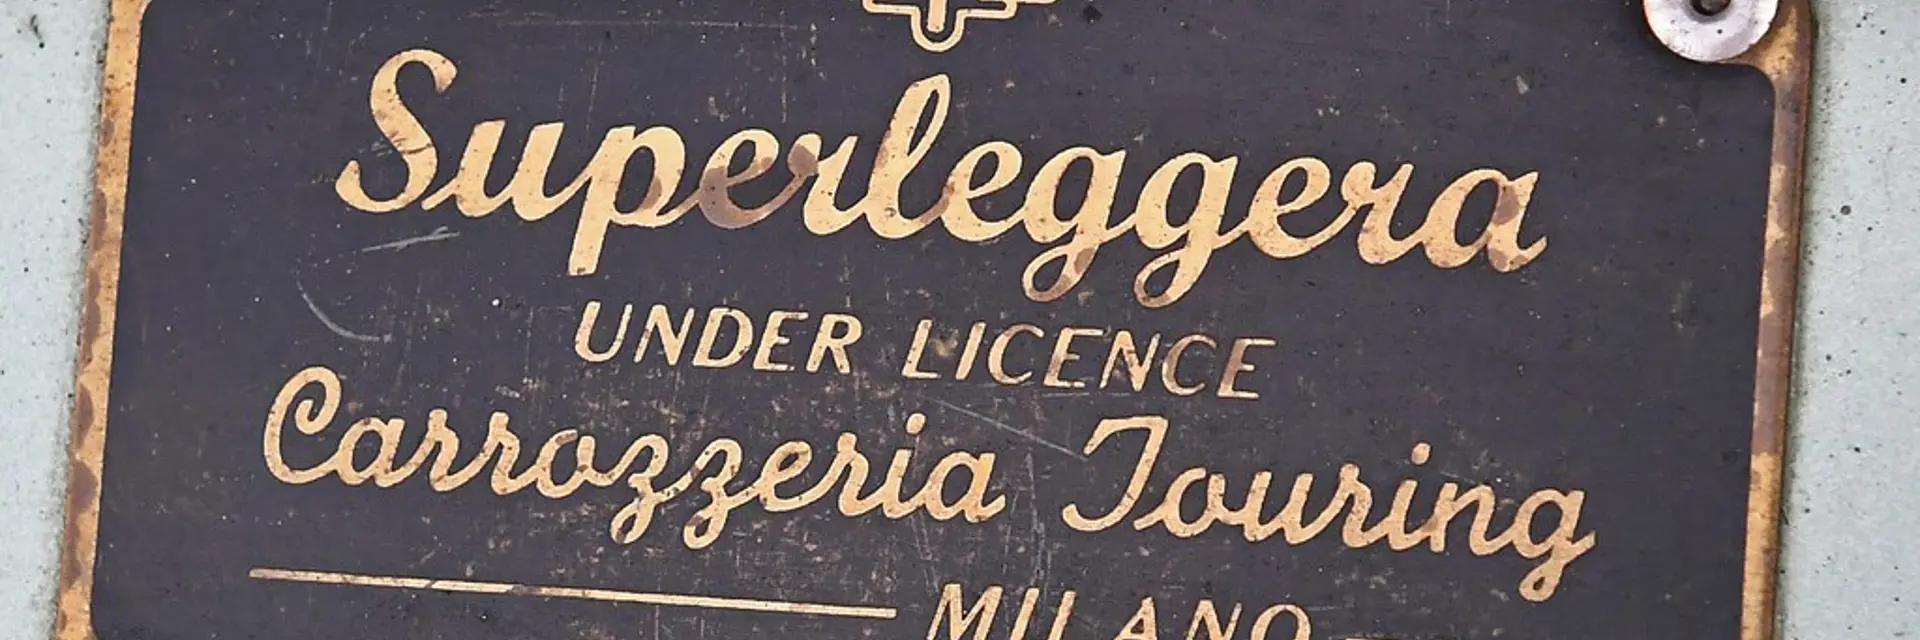 Superleggera
UNDER LICENCE
Carrozzeria Touring
MILANO